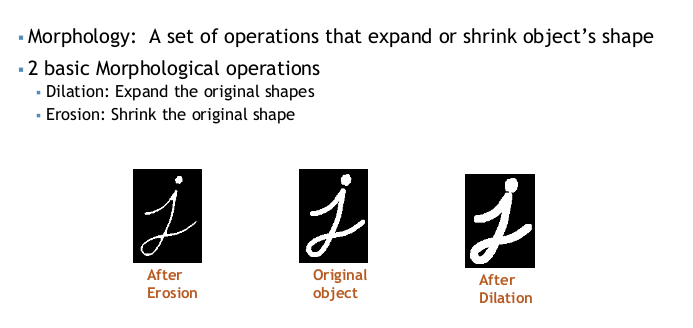 Morphology: A set of operations that expand or shrink object's shape
2 basic Morphological operations
Dilation: Expand the original shapes
Erosion: Shrink the original shape
j j j
After Erosion
Original object
After Dilation